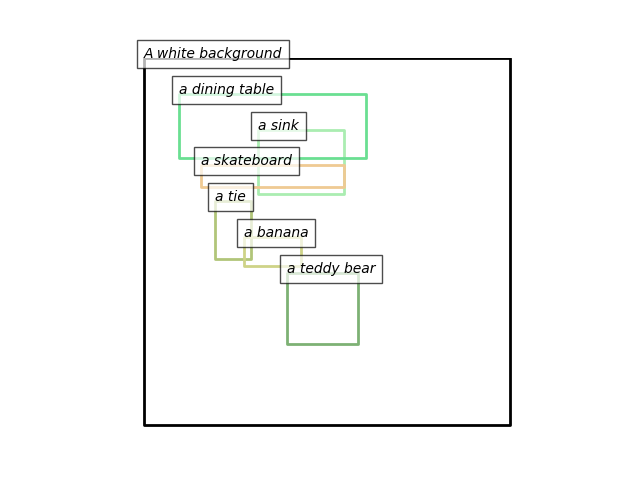 A white background
a dining table
a sink
a skateboard
a tie
a banana
a teddy bear